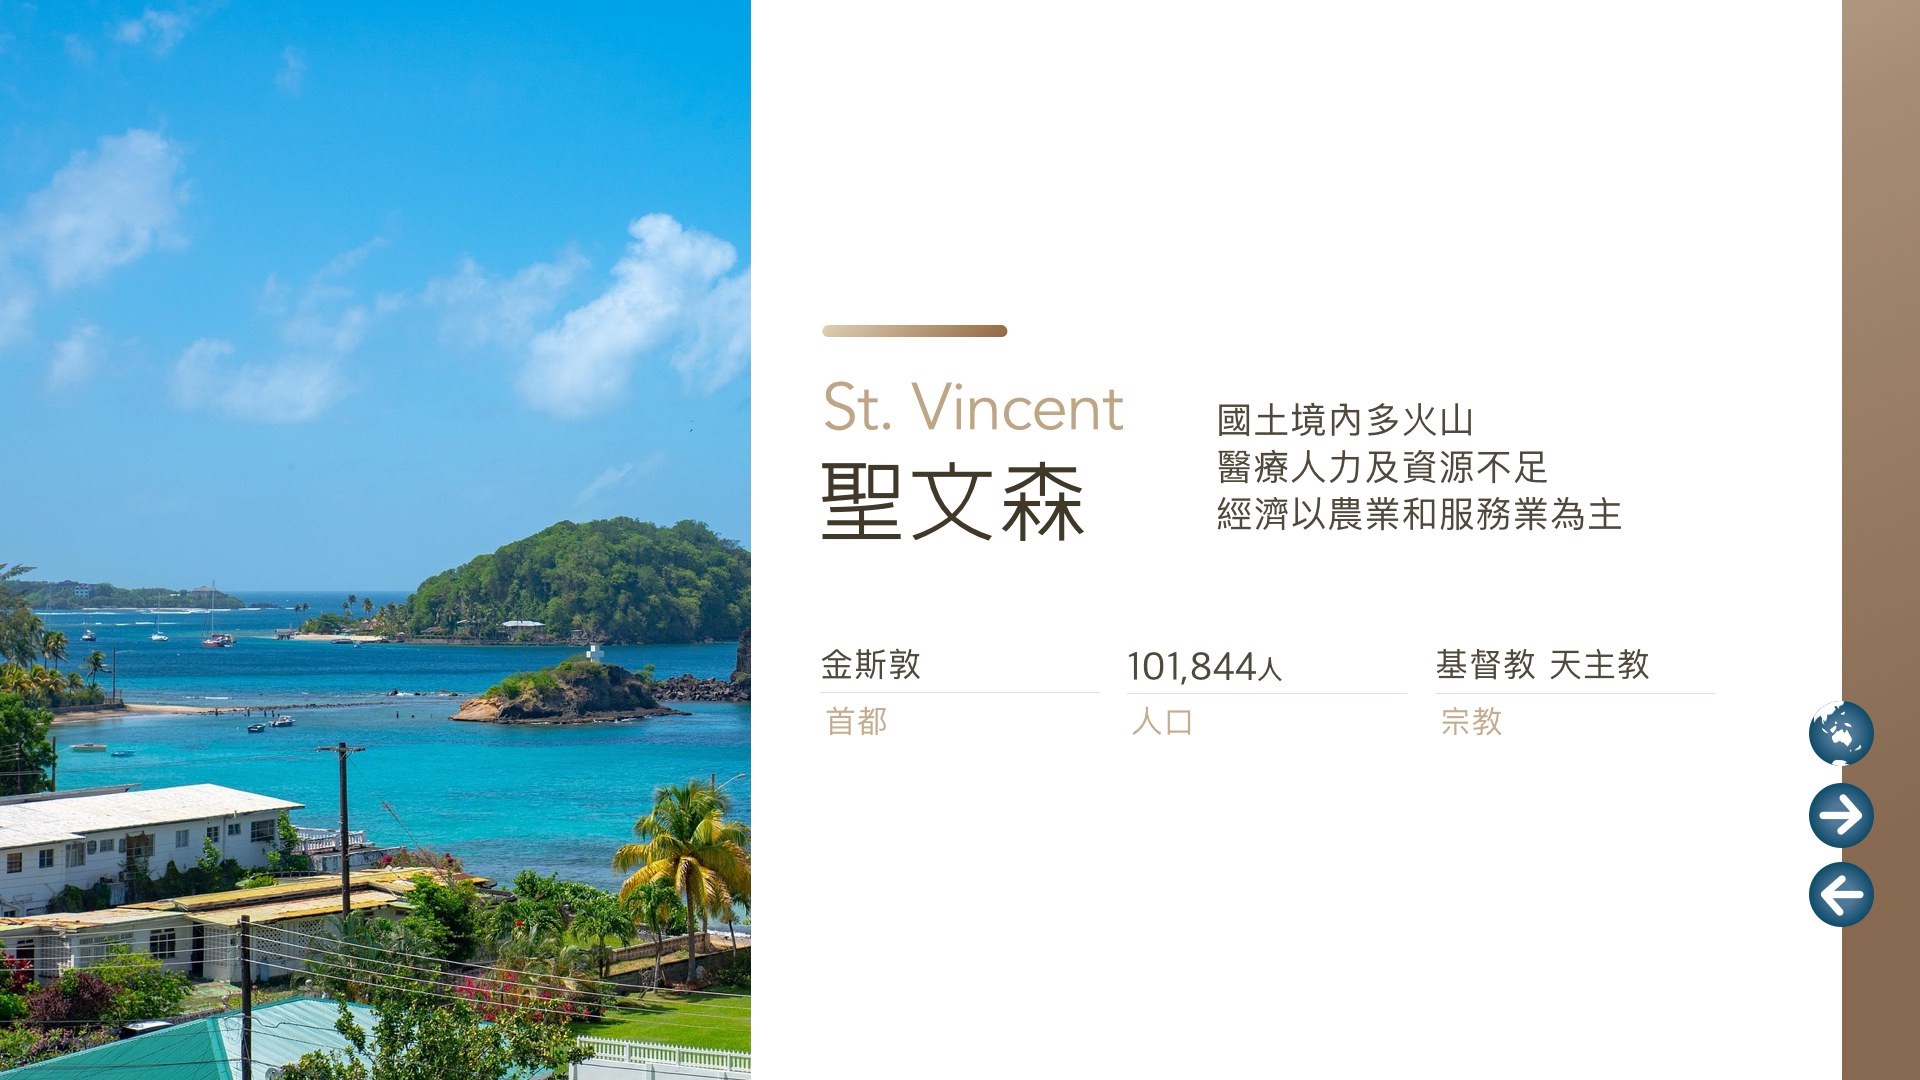 St. Vincent
聖文森
國土境內多火山
醫療人力及資源不足
經濟以農業和服務業為主
金斯敦
首都
101,844人
人口
基督教 天主教
宗教